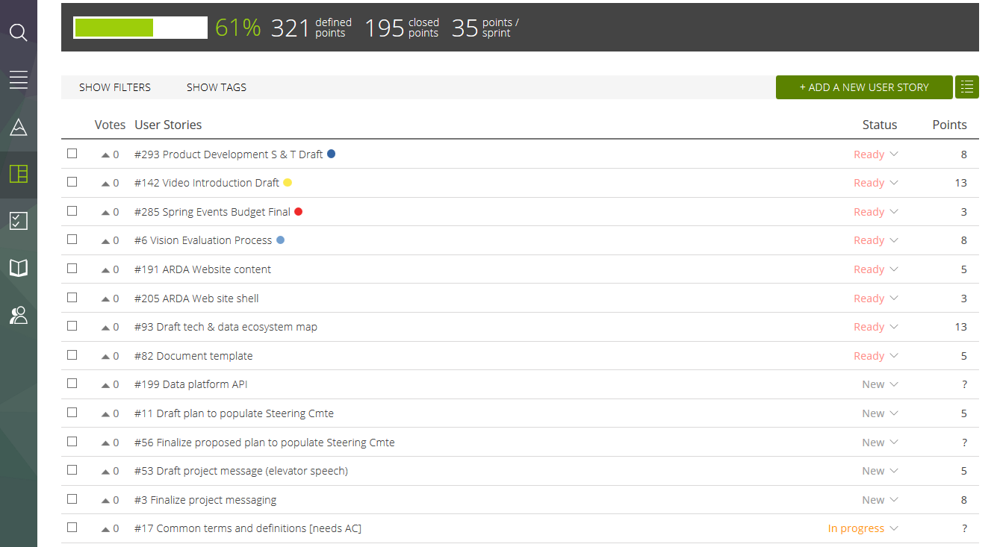 61% 321 defined points 195 closed points 35 points / sprint
SHOW FILTERS SHOW TAGS + ADD A NEW USER STORY
Votes User Stories Status Points
0 #293 Product Development S & T Draft Ready 8
0 #142 Video Introduction Draft Ready 13
0 #285 Spring Events Budget Final Ready 3
0 #6 Vision Evaluation Process Ready 8
0 #191 ARDA Website content Ready 5
0 #205 ARDA Web site shell Ready 3
0 #93 Draft tech & data ecosystem map Ready 13
0 #82 Document template Ready 5
0 #199 Data platform API New ?
0 #11 Draft plan to populate Steering Cmte New 5
0 #56 Finalize proposed plan to populate Steering Cmte New ?
0 #53 Draft project message (elevator speech) New 5
0 #3 Finalize project messaging New 8
0 #17 Common terms and definitions [needs AC] In progress ?